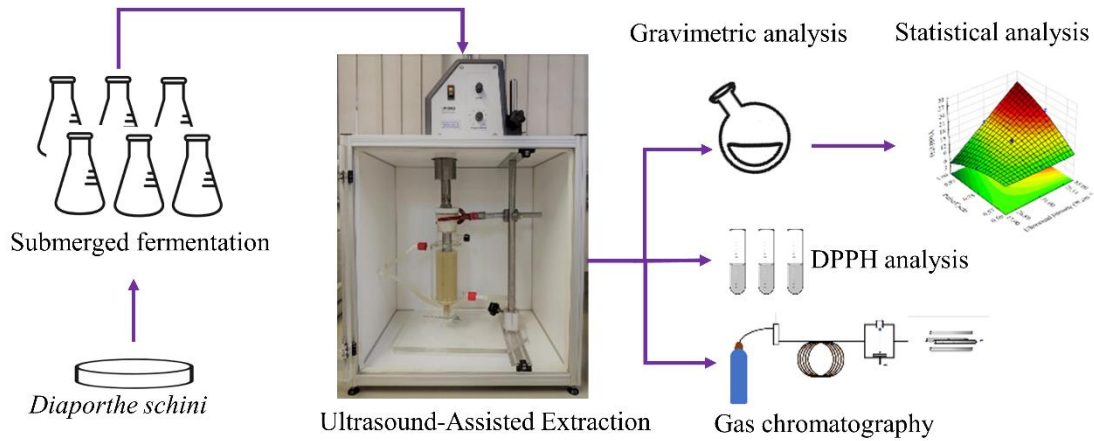 Gravimetric analysis
Statistical analysis
Submerged fermentation
DPPH analysis
Diaporthe schini
Ultrasound-Assisted Extraction
Gas chromatography